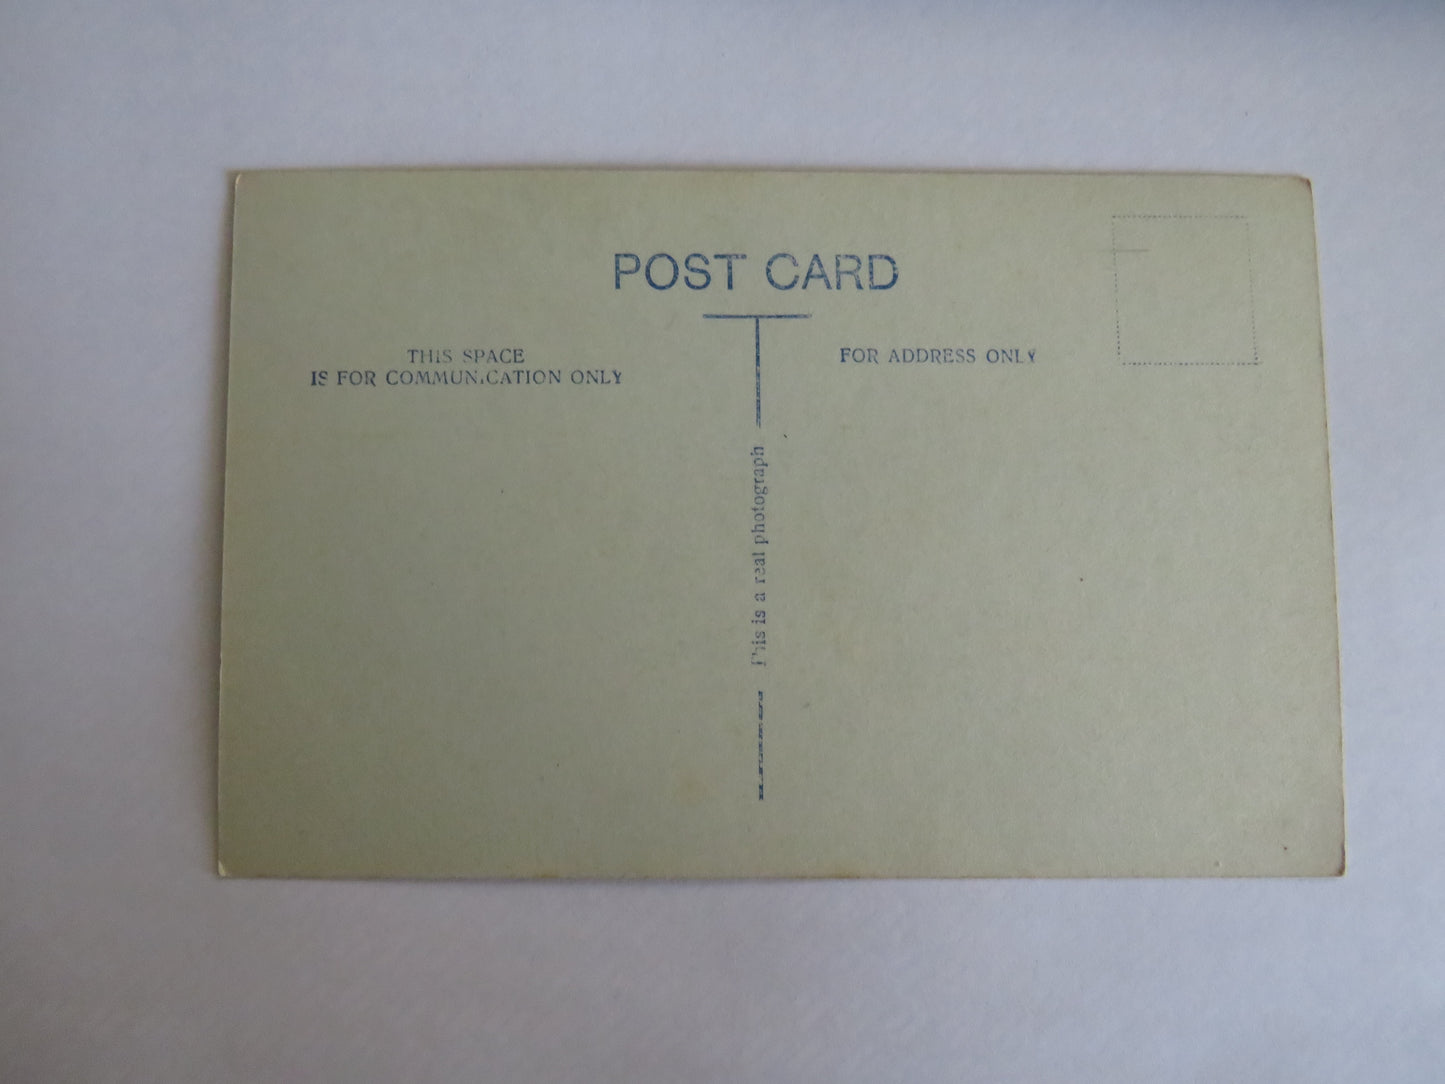 POST CARD
THIS SPACE
IS FOR COMMUNICATION ONLY
FOR ADDRESS ONLY
This is a real photograph